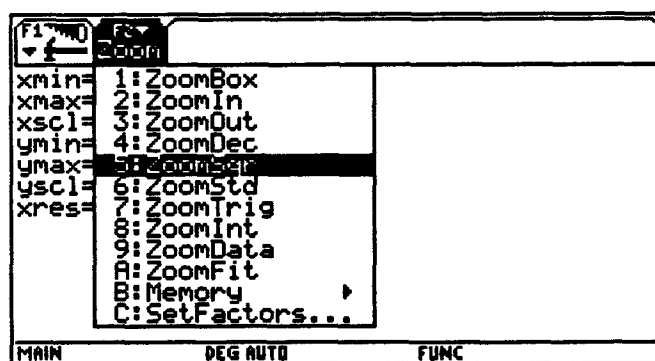 F1 F2
Zoom
xmin= 1:ZoomBox
xmax= 2:ZoomIn
xscl= 3:ZoomOut
ymin= 4:ZoomDec
ymax= 5:ZoomSqr
yscl= 6:ZoomStd
xres= 7:ZoomTrig
8:ZoomInt
9:ZoomData
A:ZoomFit
B:Memory
C:SetFactors...
MAIN DEG AUTO FUNC